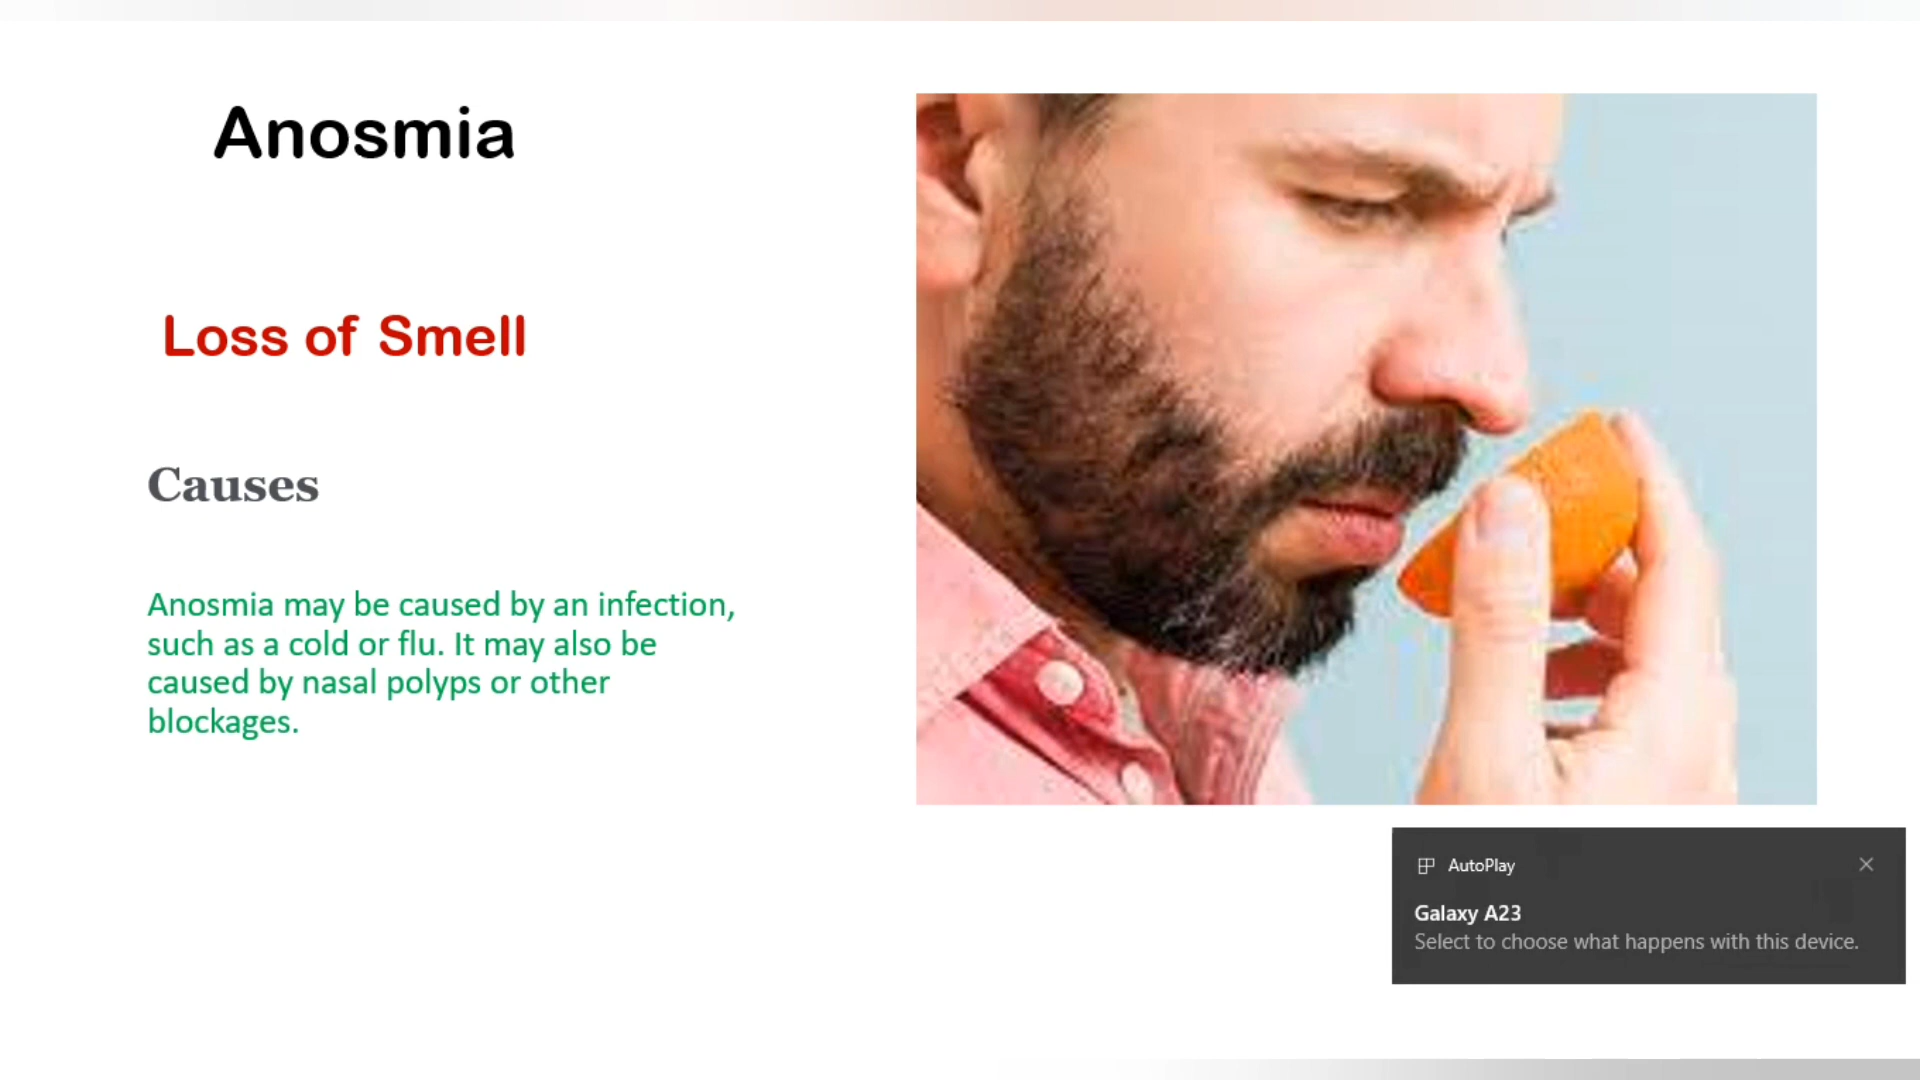 Anosmia
Loss of Smell
Causes
Anosmia may be caused by an infection,
such as a cold or flu. It may also be
caused by nasal polyps or other
blockages.
AutoPlay
Galaxy A23
Select to choose what happens with this device.